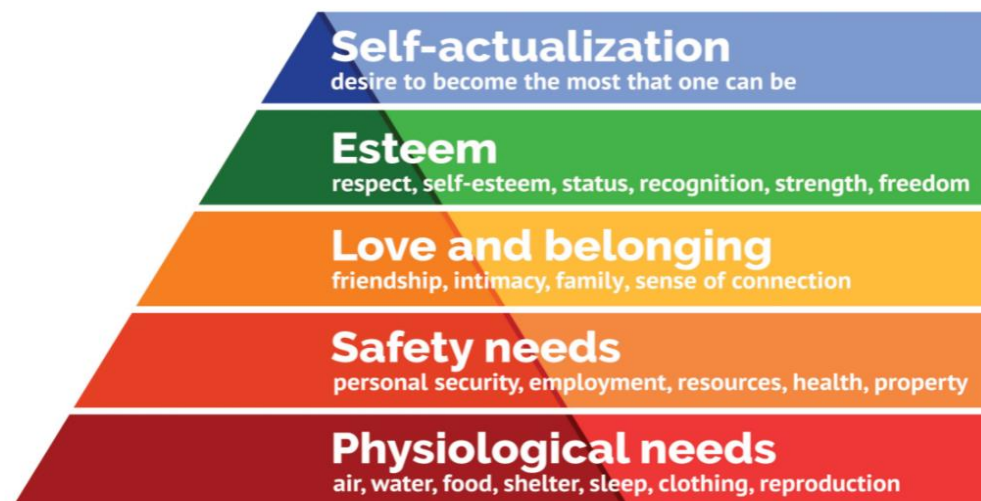 Self-actualization
desire to become the most that one can be
Esteem
respect, self-esteem, status, recognition, strength, freedom
Love and belonging
friendship, intimacy, family, sense of connection
Safety needs
personal security, employment, resources, health, property
Physiological needs
air, water, food, shelter, sleep, clothing, reproduction